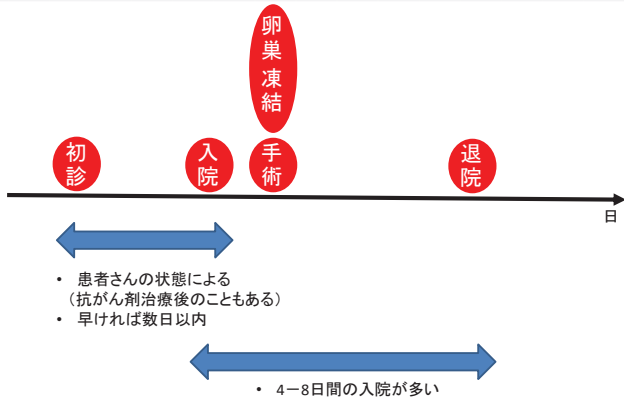 卵巣凍結
初診
入院
手術
退院
日
• 患者さんの状態による
（抗がん剤治療後のこともある）
• 早ければ数日以内
• 4－8日間の入院が多い